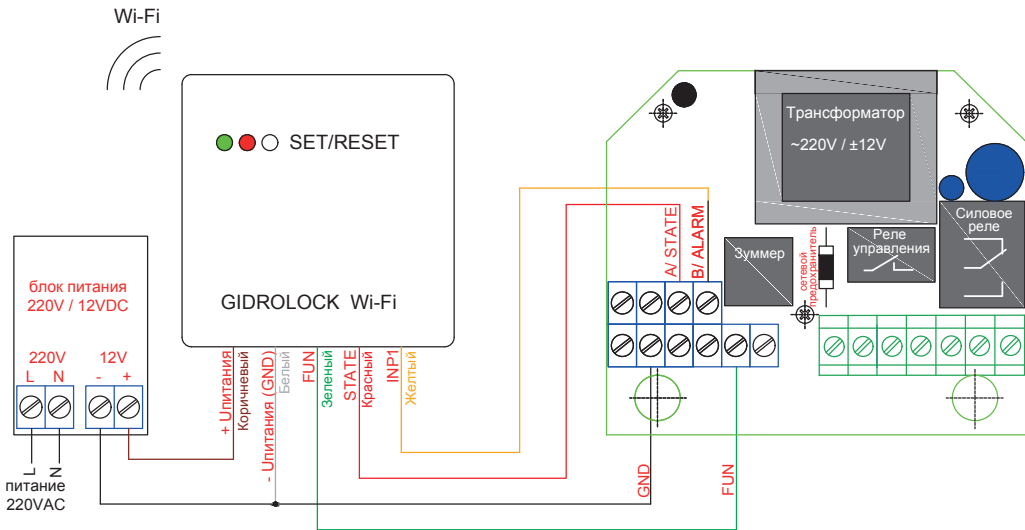 Wi-Fi
SET/RESET
GIDROLOCK Wi-Fi
блок питания
220V / 12VDC
220V
12V
L
N
-
+
L
N
питание
220VAC
+ Uпитания
Коричневый
- Uпитания (GND)
Белый
FUN
Зеленый
STATE
Красный
INP1
Желтый
Трансформатор
~220V / ±12V
A/ STATE
B/ ALARM
Зуммер
сетевой
предохранитель
Реле
управления
Силовое
реле
GND
FUN